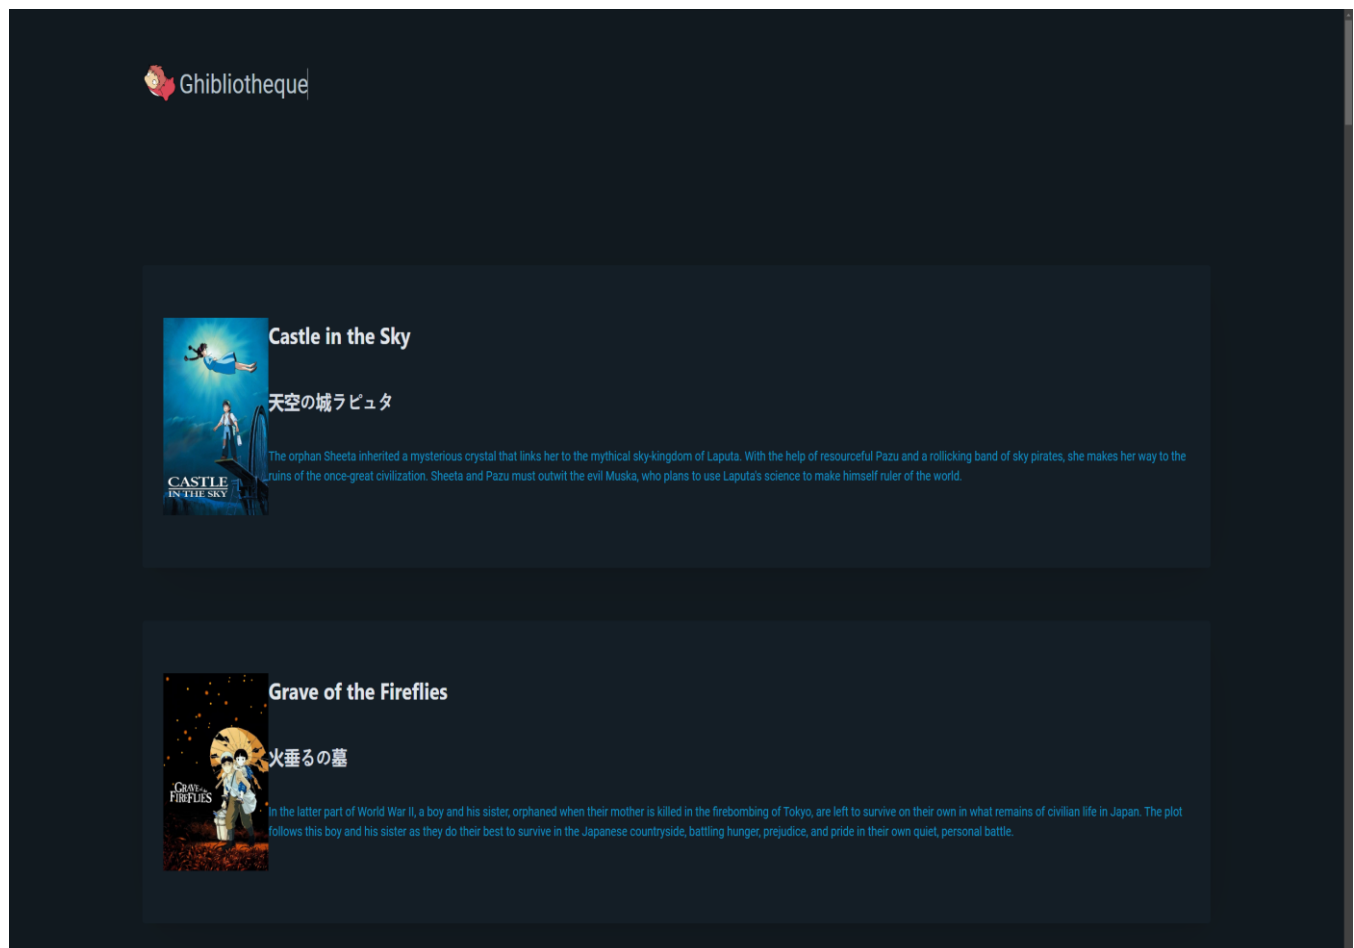 Ghibliotheque
Castle in the Sky
天空の城ラピュタ
The orphan Sheeta inherited a mysterious crystal that links her to the mythical sky-kingdom of Laputa. With the help of resourceful Pazu and a rollicking band of sky pirates, she makes her way to the
ruins of the once-great civilization. Sheeta and Pazu must outwit the evil Muska, who plans to use Laputa's science to make himself ruler of the world.
CASTLE
IN THE SKY
Grave of the Fireflies
火垂るの墓
GRAVE OF THE
FIREFLIES
In the latter part of World War II, a boy and his sister, orphaned when their mother is killed in the firebombing of Tokyo, are left to survive on their own in what remains of civilian life in Japan. The plot
follows this boy and his sister as they do their best to survive in the Japanese countryside, battling hunger, prejudice, and pride in their own quiet, personal battle.